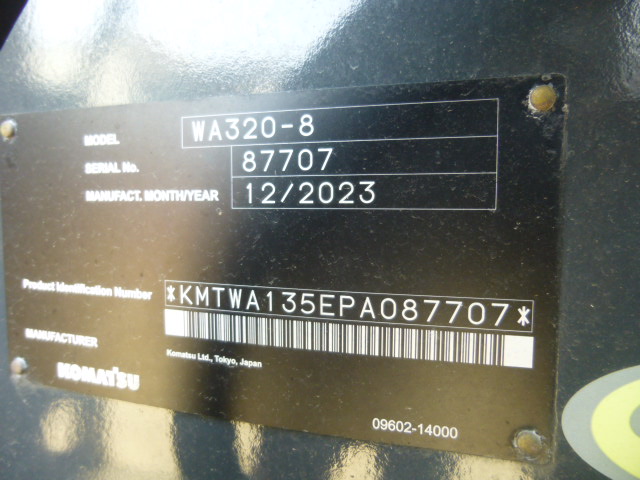 MODEL WA320-8
SERIAL No. 87707
MANUFACT. MONTH/YEAR 12/2023
Product Identification Number *KMTWA135EPA087707*
MANUFACTURER
Komatsu Ltd., Tokyo, Japan
KOMATSU
09602-14000